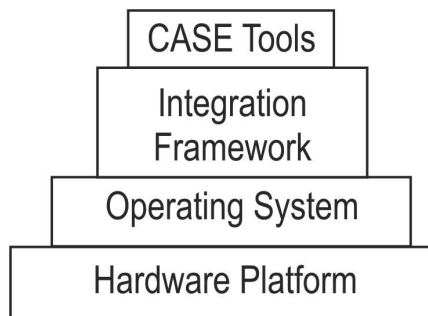 CASE Tools
Integration
Framework
Operating System
Hardware Platform